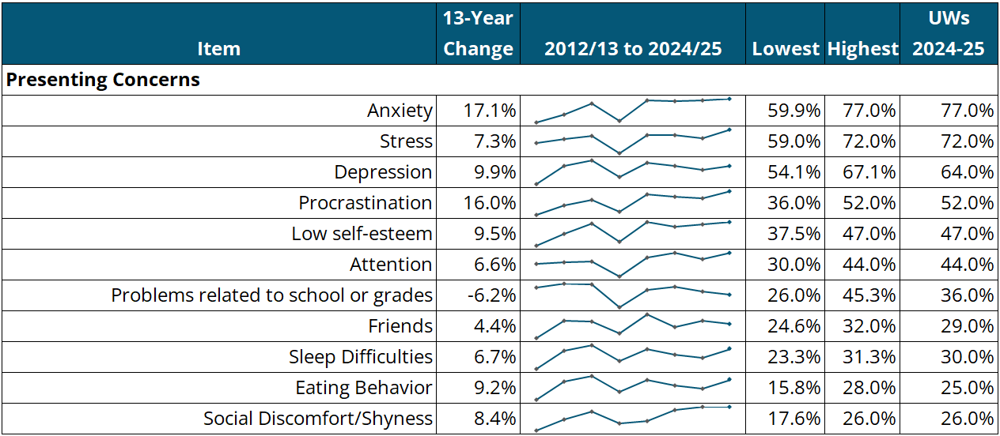 Item 13-Year Change 2012/13 to 2024/25 Lowest Highest UWs 2024-25
Presenting Concerns
Anxiety 17.1% 59.9% 77.0% 77.0%
Stress 7.3% 59.0% 72.0% 72.0%
Depression 9.9% 54.1% 67.1% 64.0%
Procrastination 16.0% 36.0% 52.0% 52.0%
Low self-esteem 9.5% 37.5% 47.0% 47.0%
Attention 6.6% 30.0% 44.0% 44.0%
Problems related to school or grades -6.2% 26.0% 45.3% 36.0%
Friends 4.4% 24.6% 32.0% 29.0%
Sleep Difficulties 6.7% 23.3% 31.3% 30.0%
Eating Behavior 9.2% 15.8% 28.0% 25.0%
Social Discomfort/Shyness 8.4% 17.6% 26.0% 26.0%